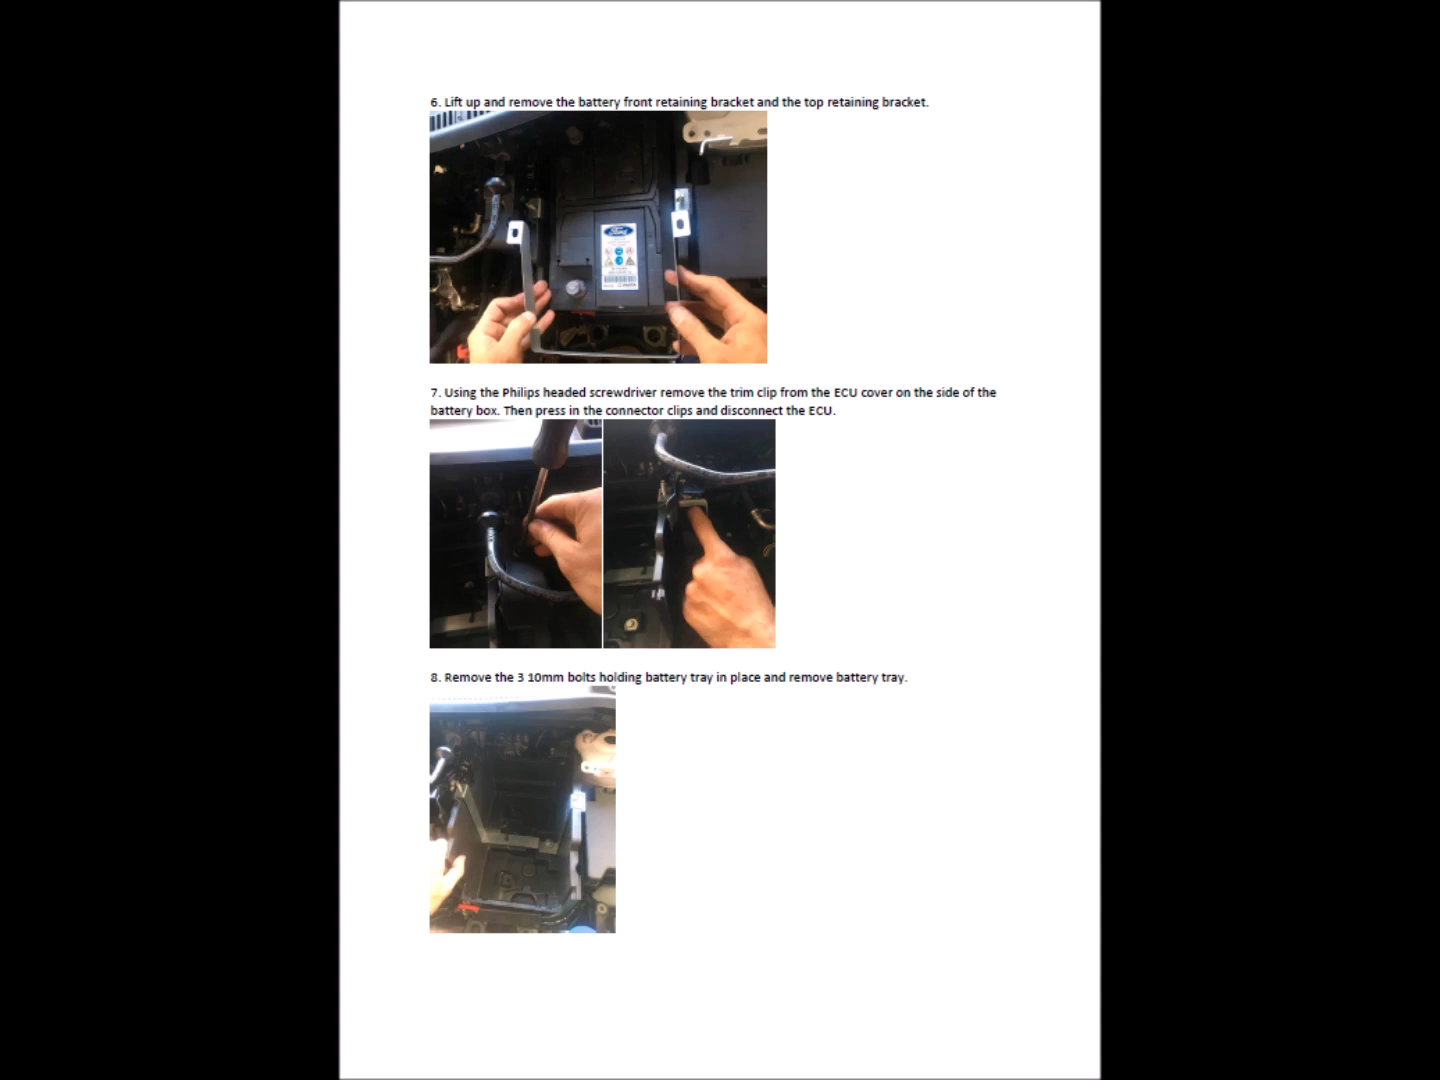 6. Lift up and remove the battery front retaining bracket and the top retaining bracket.
Ford
7. Using the Philips headed screwdriver remove the trim clip from the ECU cover on the side of the
battery box. Then press in the connector clips and disconnect the ECU.
8. Remove the 3 10mm bolts holding battery tray in place and remove battery tray.